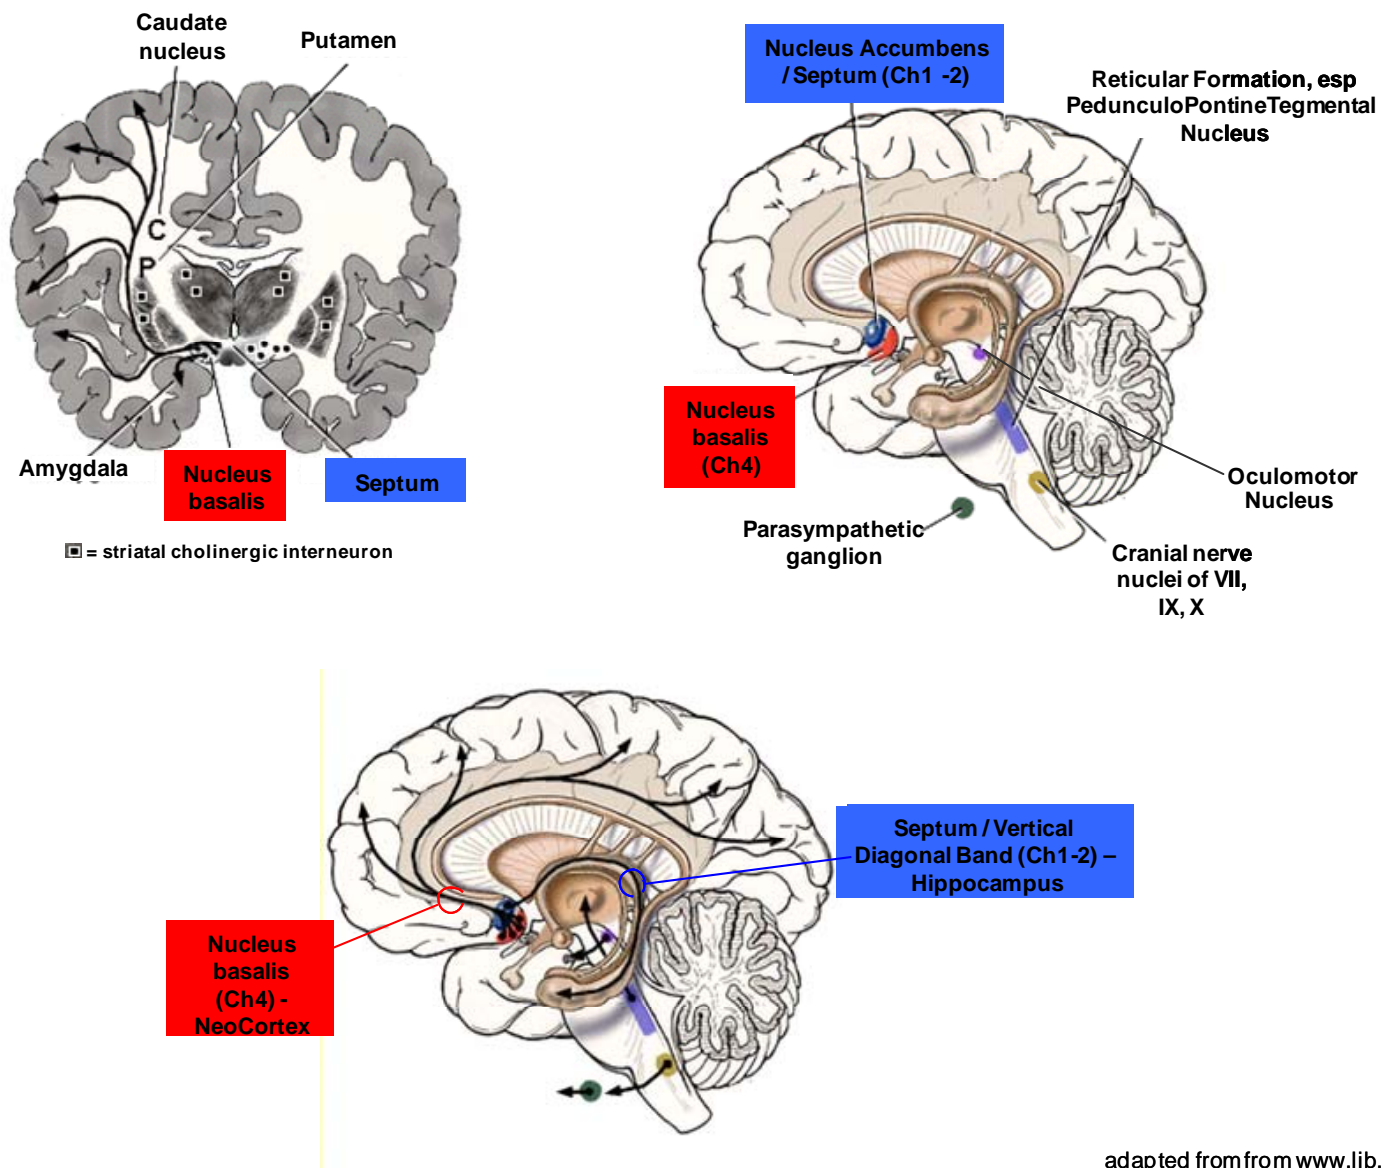 Caudate
nucleus
Putamen
C
P
Amygdala
Nucleus
basalis
Septum
= striatal cholinergic interneuron
Nucleus Accumbens
/ Septum (Ch1 -2)
Reticular Formation, esp
PedunculoPontineTegmental
Nucleus
Nucleus
basalis
(Ch4)
Oculomotor
Nucleus
Parasympathetic
ganglion
Cranial nerve
nuclei of VII,
IX, X
Septum / Vertical
Diagonal Band (Ch1-2) –
Hippocampus
Nucleus
basalis
(Ch4) -
NeoCortex
adapted from from www.lib.